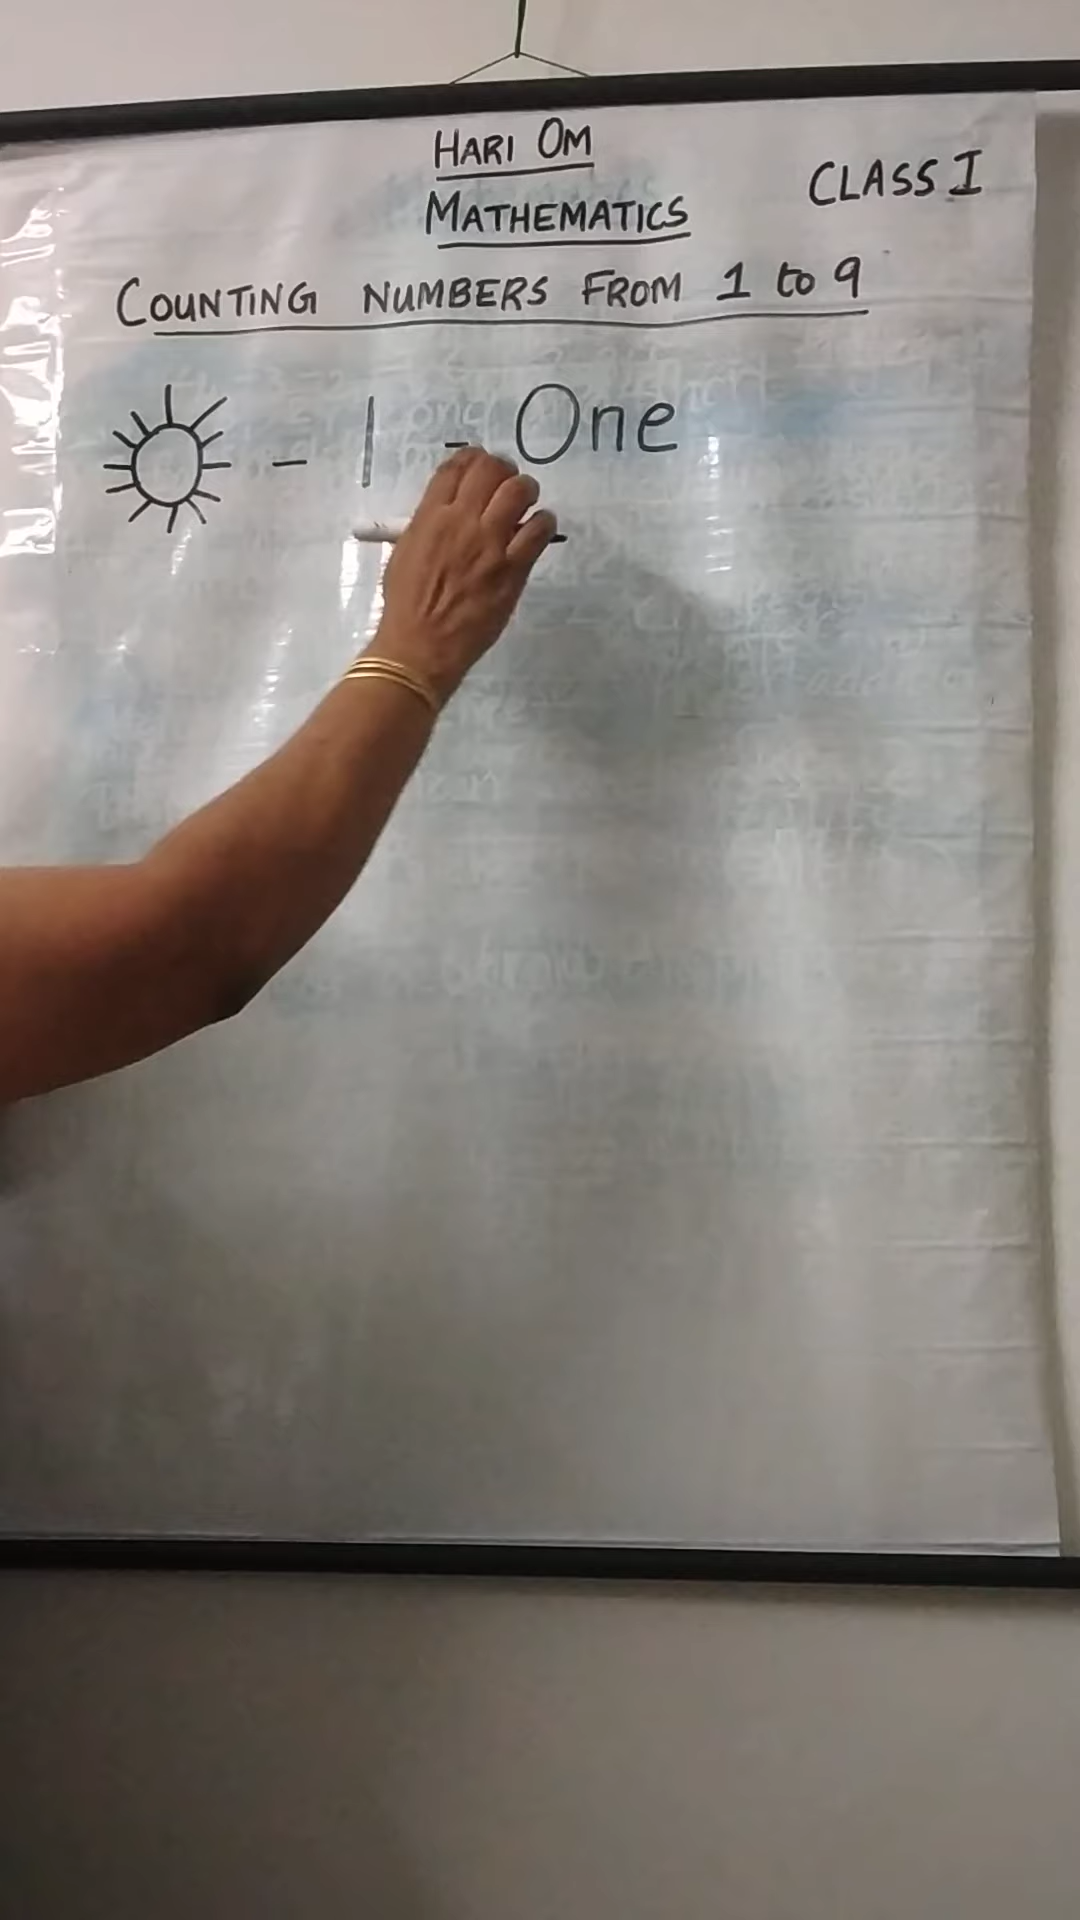 HARI OM
MATHEMATICS
CLASS I
COUNTING NUMBERS FROM 1 to 9
- 1 - One